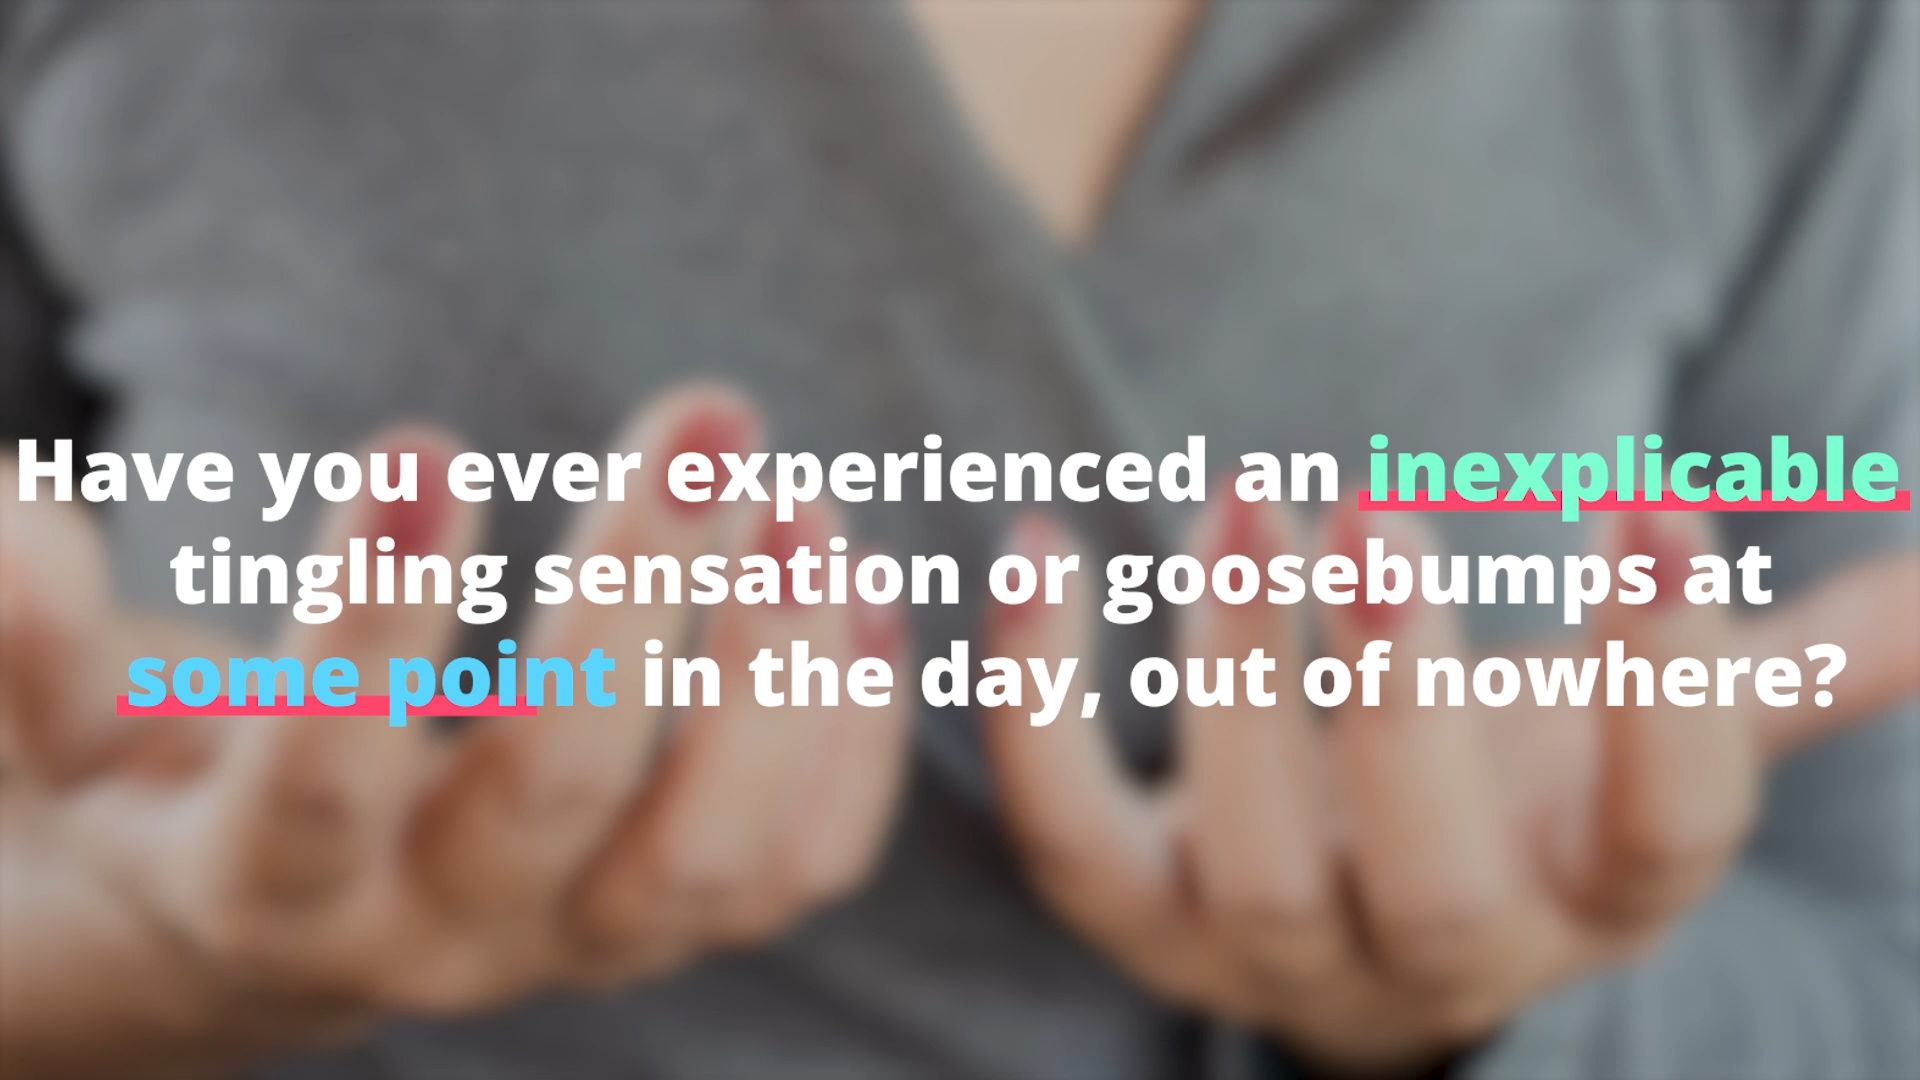 Have you ever experienced an inexplicable
tingling sensation or goosebumps at
some point in the day, out of nowhere?